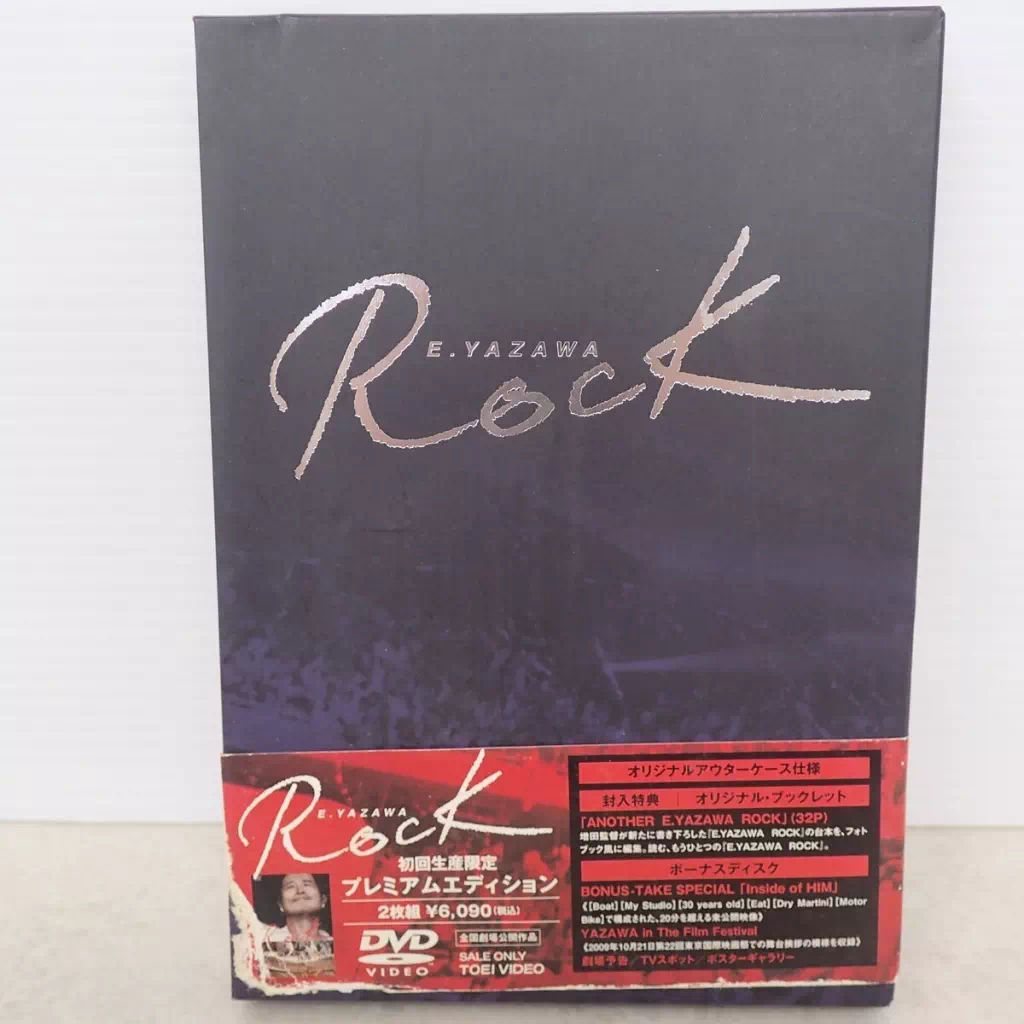 E.YAZAWA
Rock
E.YAZAWA
Rock
初回生産限定
プレミアムエディション
2枚組 ¥6,090(税込)
DVD
VIDEO™
全国劇場公開作品
SALE ONLY
TOEI VIDEO
オリジナルアウターケース仕様
封入特典 | オリジナル・ブックレット
「ANOTHER E.YAZAWA ROCK」(32P)
増田監督が新たに書き下ろした『E.YAZAWA ROCK』の台本を、フォト
ブック風に編集。読む、もうひとつの『E.YAZAWA ROCK』。
ボーナスディスク
BONUS-TAKE SPECIAL「Inside of HIM」
《[Boat][My Studio][30 years old][Eat][Dry Martini][Motor
Bike]で構成された、20分を超える未公開映像》
YAZAWA in The Film Festival
《2009年10月21日第22回東京国際映画祭での舞台挨拶の模様を収録》
劇場予告/TVスポット/ポスターギャラリー